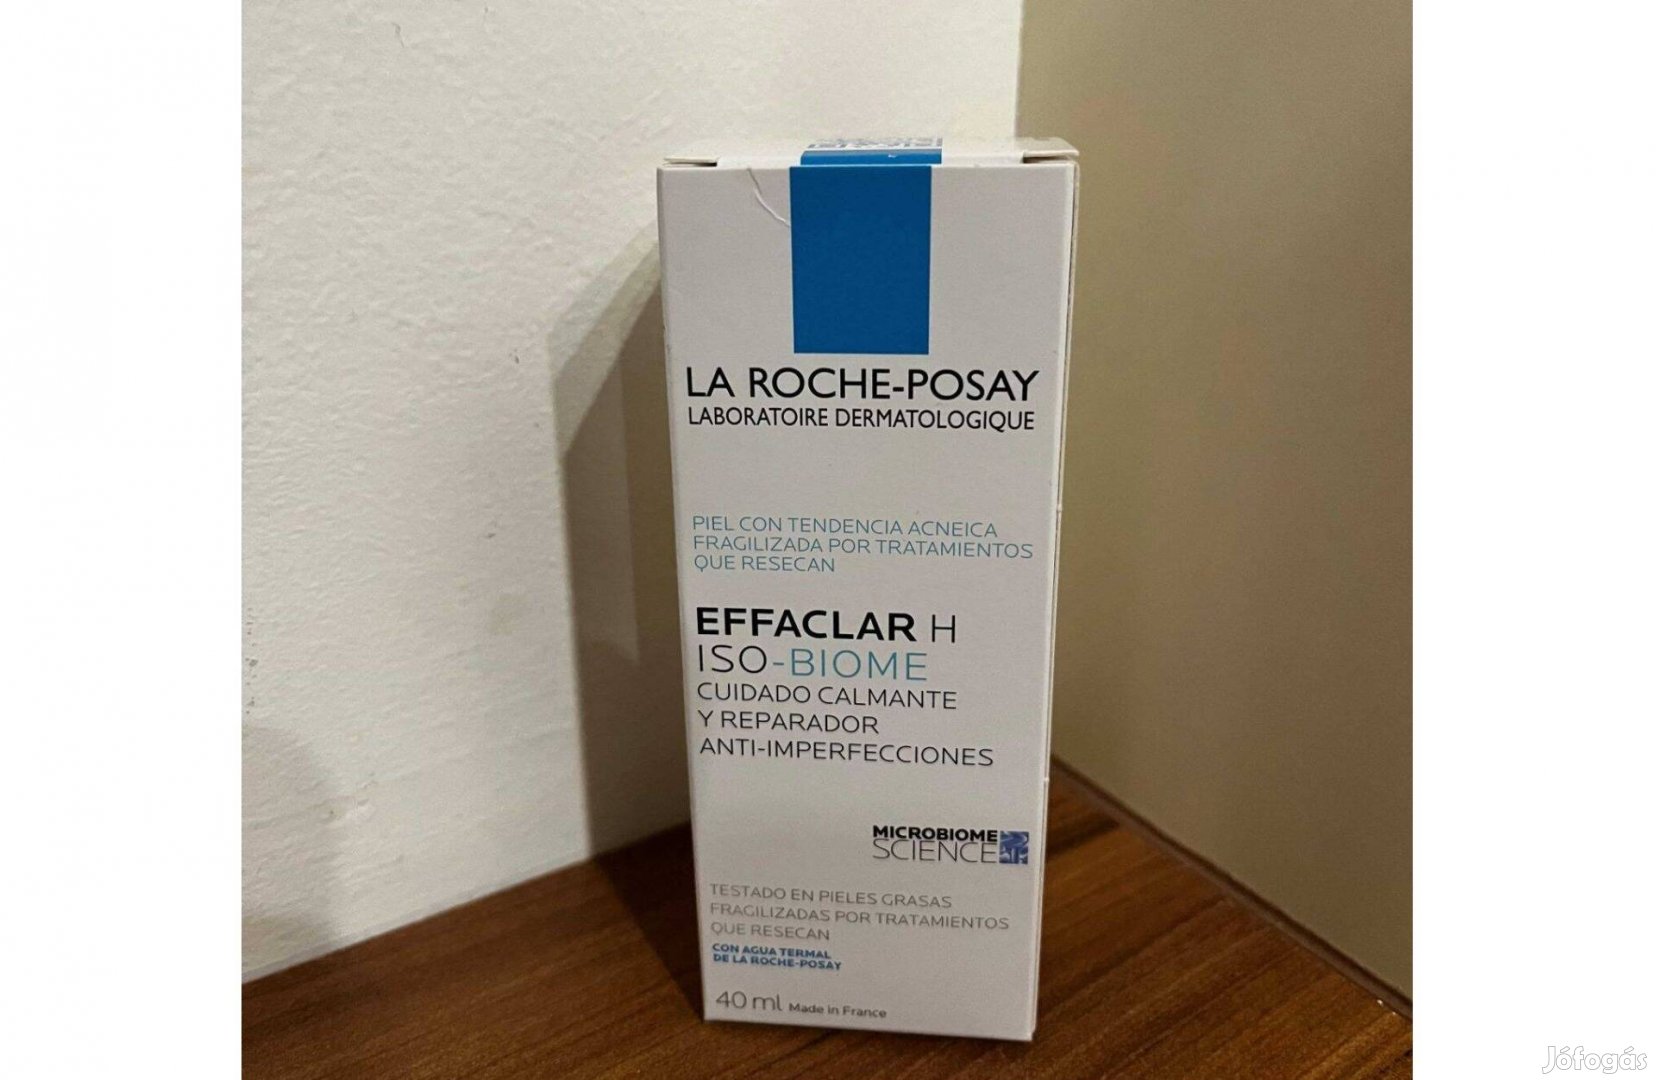 LA ROCHE-POSAY
LABORATOIRE DERMATOLOGIQUE
PIEL CON TENDENCIA ACNEICA
FRAGILIZADA POR TRATAMIENTOS
QUE RESECAN
EFFACLAR H
ISO-BIOME
CUIDADO CALMANTE
Y REPARADOR
ANTI-IMPERFECCIONES
MICROBIOME
SCIENCE
TESTADO EN PIELES GRASAS
FRAGILIZADAS POR TRATAMIENTOS
QUE RESECAN
CON AGUA TERMAL
DE LA ROCHE-POSAY
40 ml Made in France
Jófogás